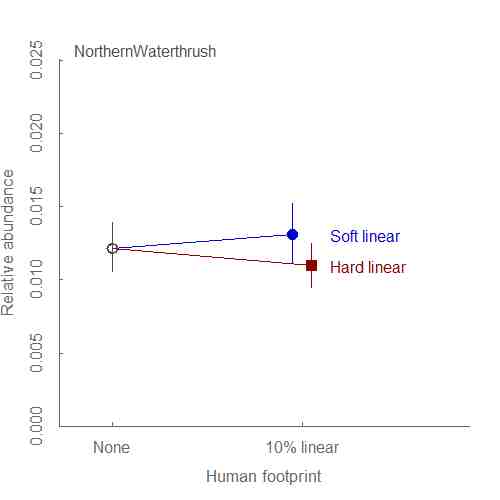 NorthernWaterthrush
0.025
0.020
0.015
0.010
0.005
0.000
Relative abundance
Soft linear
Hard linear
None
10% linear
Human footprint